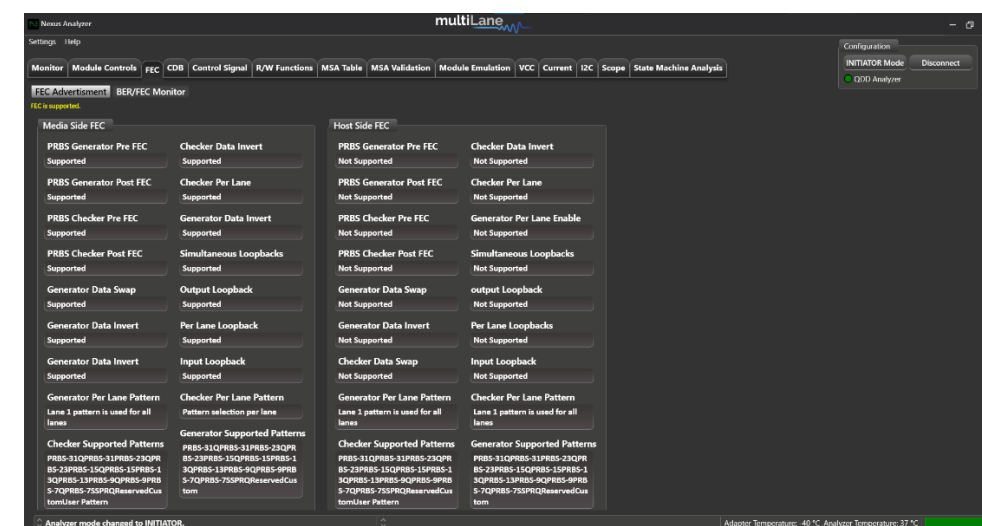 Nexus Analyzer
multiLane
Settings Help
Configuration
INITIATOR Mode Disconnect
QDD Analyzer
Monitor Module Controls FEC CDB Control Signal R/W Functions MSA Table MSA Validation Module Emulation VCC Current I2C Scope State Machine Analysis
FEC Advertisment BER/FEC Monitor
FEC is supported.
Media Side FEC
PRBS Generator Pre FEC
Supported
PRBS Generator Post FEC
Supported
PRBS Checker Pre FEC
Supported
PRBS Checker Post FEC
Supported
Generator Data Swap
Supported
Generator Data Invert
Supported
Generator Data Invert
Supported
Generator Per Lane Pattern
Lane 1 pattern is used for all
lanes
Checker Supported Patterns
PRBS-31QPRBS-31PRBS-23QPR
BS-23PRBS-15QPRBS-15PRBS-1
3QPRBS-13PRBS-9QPRBS-9PRB
S-7QPRBS-7SSPRQReservedCus
tomUser Pattern
Checker Data Invert
Supported
Checker Per Lane
Supported
Generator Data Invert
Supported
Simultaneous Loopbacks
Supported
Output Loopback
Supported
Per Lane Loopback
Supported
Input Loopback
Supported
Checker Per Lane Pattern
Pattern selection per lane
Generator Supported Patterns
PRBS-31QPRBS-31PRBS-23QPR
BS-23PRBS-15QPRBS-15PRBS-1
3QPRBS-13PRBS-9QPRBS-9PRB
S-7QPRBS-7SSPRQReservedCus
tom
Host Side FEC
PRBS Generator Pre FEC
Not Supported
PRBS Generator Post FEC
Not Supported
PRBS Checker Pre FEC
Not Supported
PRBS Checker Post FEC
Not Supported
Generator Data Swap
Not Supported
Generator Data Invert
Not Supported
Checker Data Swap
Not Supported
Generator Per Lane Pattern
Lane 1 pattern is used for all
lanes
Checker Supported Patterns
PRBS-31QPRBS-31PRBS-23QPR
BS-23PRBS-15QPRBS-15PRBS-1
3QPRBS-13PRBS-9QPRBS-9PRB
S-7QPRBS-7SSPRQReservedCus
tomUser Pattern
Checker Data Invert
Not Supported
Checker Per Lane
Not Supported
Generator Per Lane Enable
Not Supported
Simultaneous Loopbacks
Not Supported
output Loopback
Not Supported
Per Lane Loopbacks
Not Supported
Input Loopback
Not Supported
Checker Per Lane Pattern
Lane 1 pattern is used for all
lanes
Generator Supported Patterns
PRBS-31QPRBS-31PRBS-23QPR
BS-23PRBS-15QPRBS-15PRBS-1
3QPRBS-13PRBS-9QPRBS-9PRB
S-7QPRBS-7SSPRQReservedCus
tom
Analyzer mode changed to INITIATOR.
Adapter Temperature: -40 °C Analyzer Temperature: 37 °C